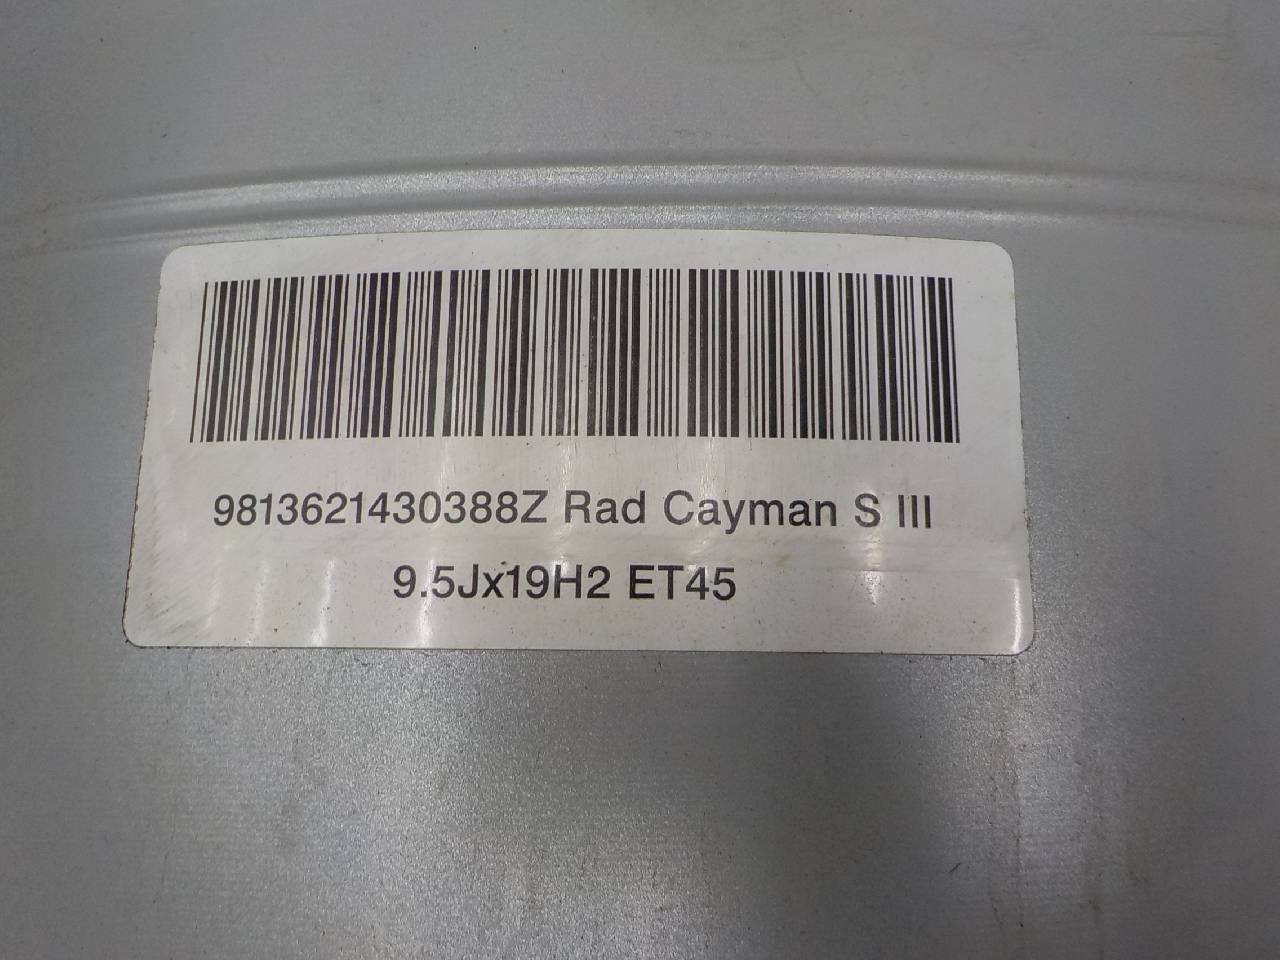 9813621430388Z Rad Cayman S III
9.5Jx19H2 ET45